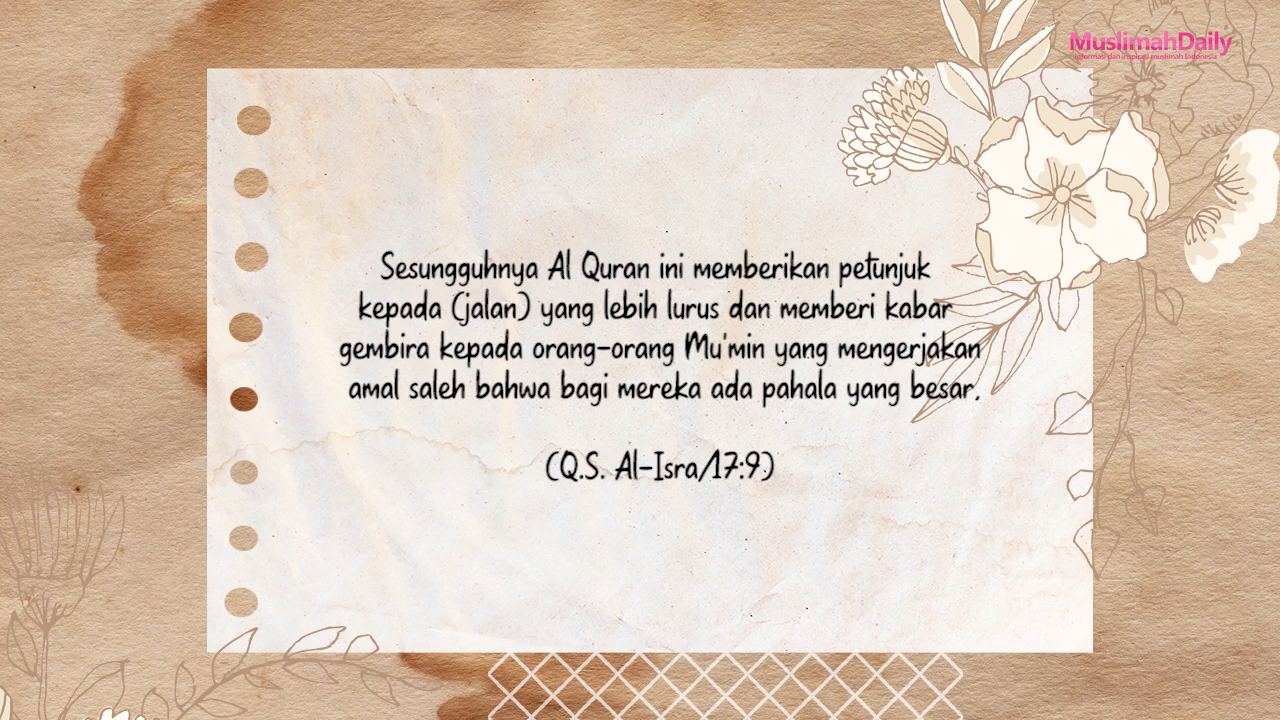 MuslimahDaily
informasi dan inspirasi muslimah indonesia
Sesungguhnya Al Quran ini memberikan petunjuk
kepada (jalan) yang lebih lurus dan memberi kabar
gembira kepada orang-orang Mu'min yang mengerjakan
amal saleh bahwa bagi mereka ada pahala yang besar.
(Q.S. Al-Isra/17:9)